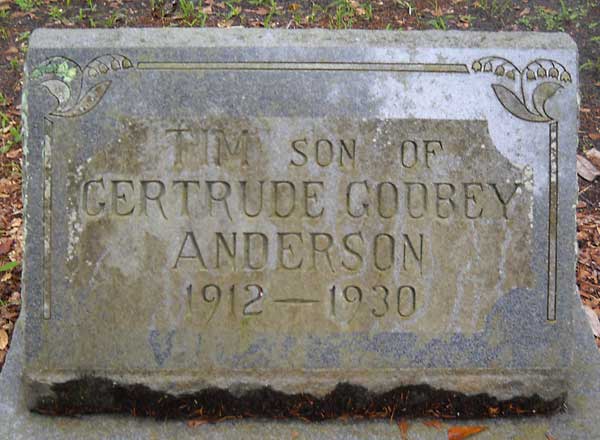 TIM SON OF
GERTRUDE GODBEY
ANDERSON
1912—1930